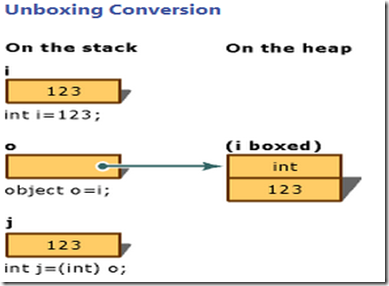 Unboxing Conversion
On the stack
On the heap
i
123
int i=123;
o
(i boxed)
int
object o=i;
123
j
123
int j=(int) o;